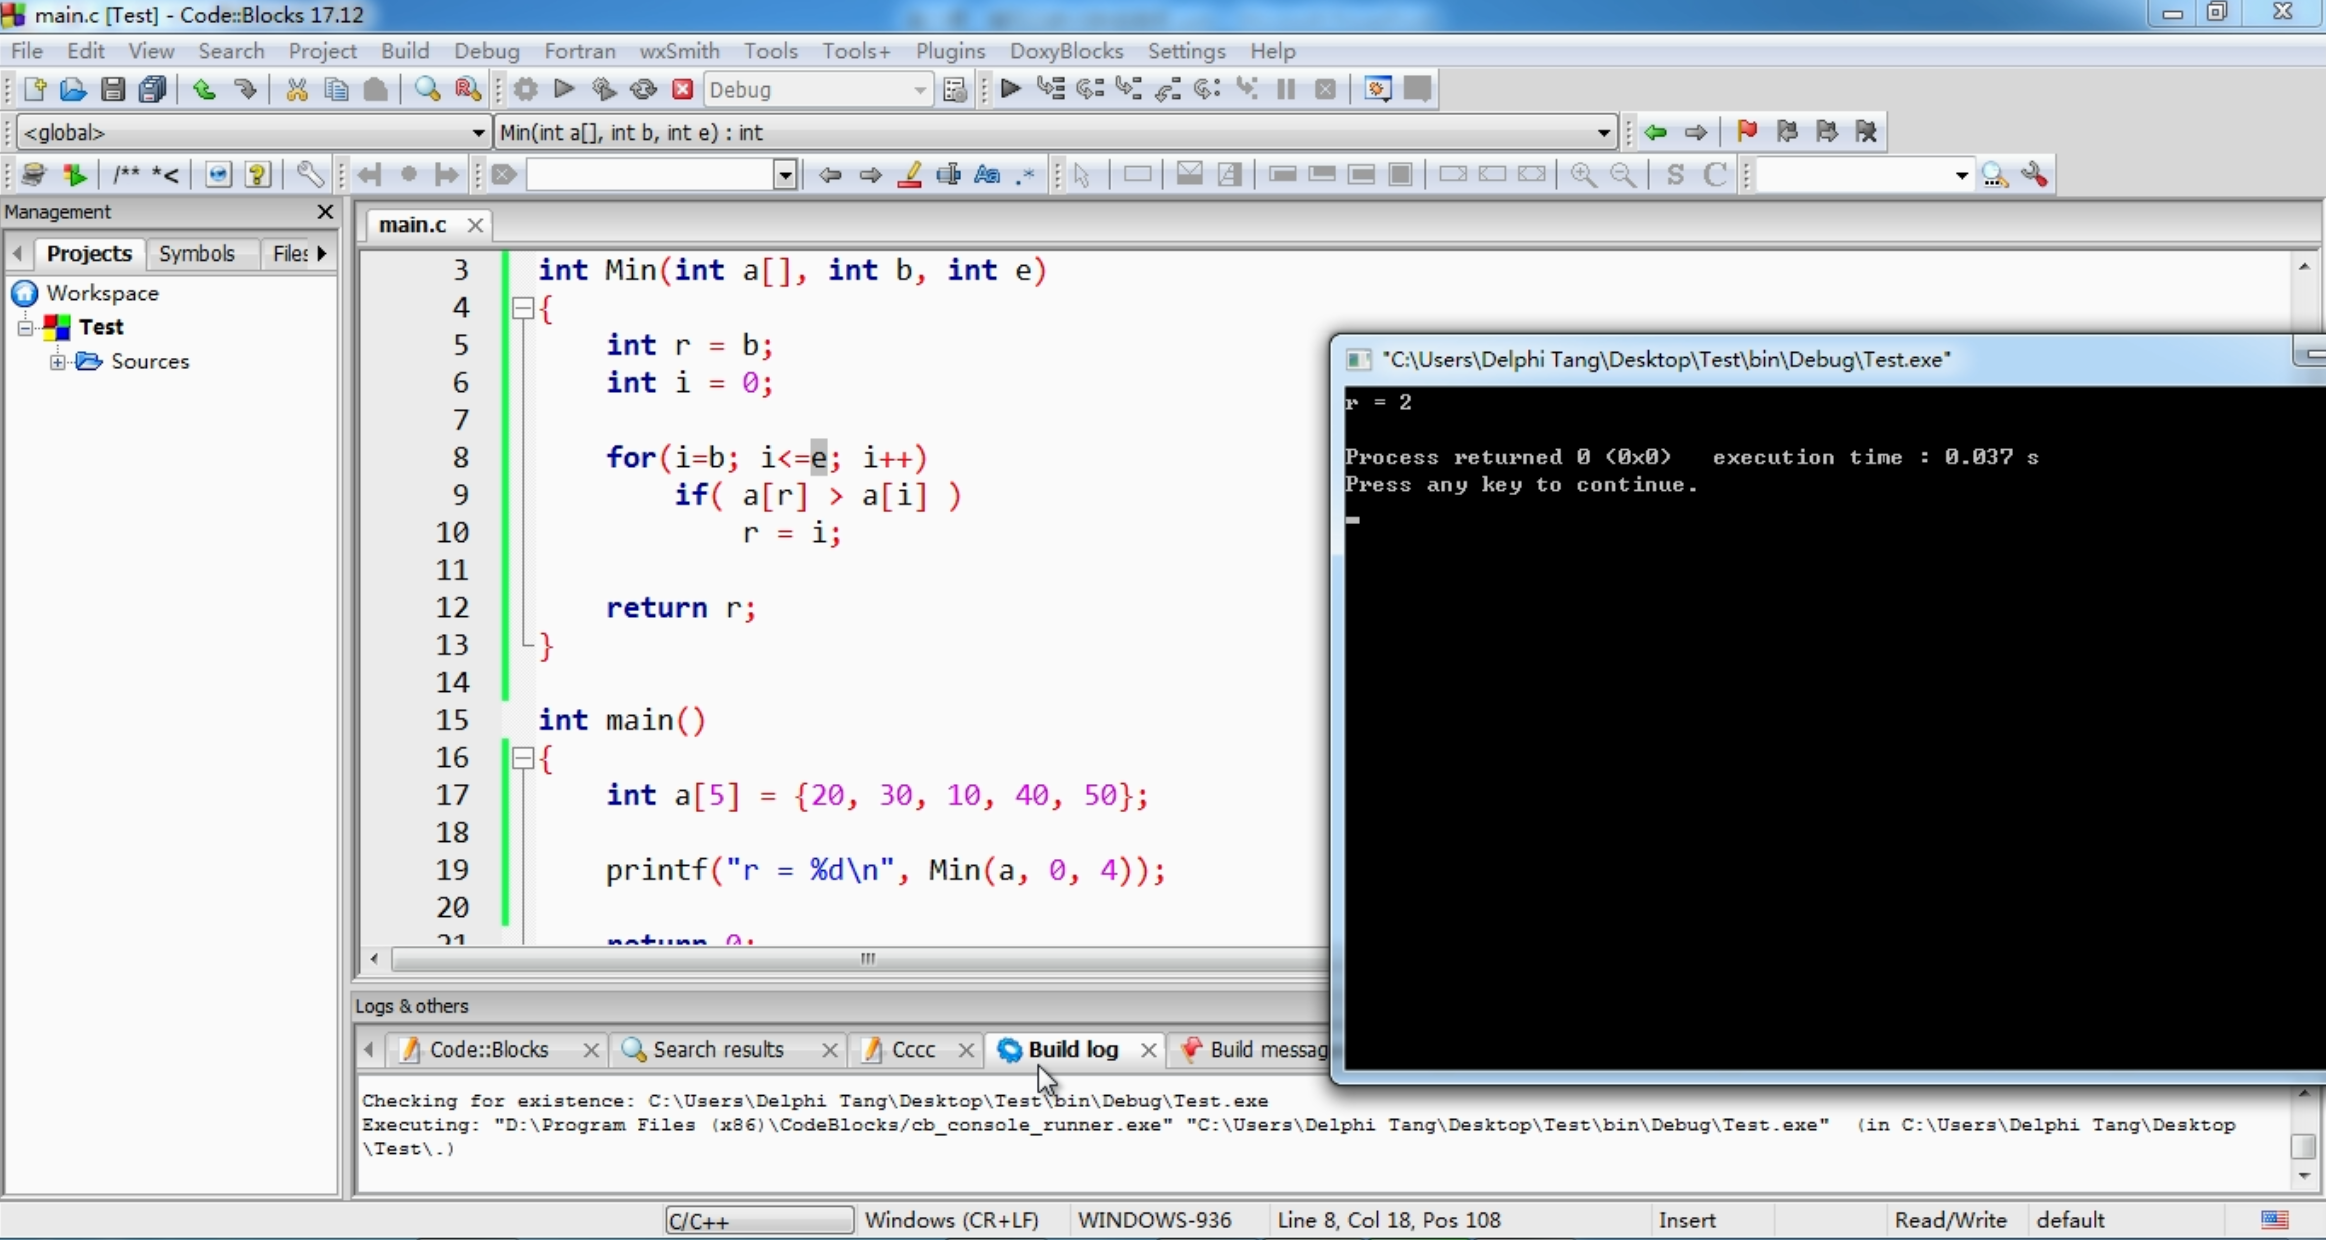 main.c [Test] - Code::Blocks 17.12
File Edit View Search Project Build Debug Fortran wxSmith Tools Tools+ Plugins DoxyBlocks Settings Help
Debug
<global> Min(int a[], int b, int e) : int
/** *<
S C
Management
main.c
Projects Symbols Files
Workspace
Test
Sources
3 int Min(int a[], int b, int e)
4 {
5 int r = b;
6 int i = 0;
7
8 for(i=b; i<=e; i++)
9 if( a[r] > a[i] )
10 r = i;
11
12 return r;
13 }
14
15 int main()
16 {
17 int a[5] = {20, 30, 10, 40, 50};
18
19 printf("r = %d\n", Min(a, 0, 4));
20
21 return 0;
"C:\Users\Delphi Tang\Desktop\Test\bin\Debug\Test.exe"
r = 2
Process returned 0 (0x0) execution time : 0.037 s
Press any key to continue.
Logs & others
Code::Blocks Search results Cccc Build log Build messag
Checking for existence: C:\Users\Delphi Tang\Desktop\Test\bin\Debug\Test.exe
Executing: "D:\Program Files (x86)\CodeBlocks/cb_console_runner.exe" "C:\Users\Delphi Tang\Desktop\Test\bin\Debug\Test.exe" (in C:\Users\Delphi Tang\Desktop
\Test\.)
C/C++ Windows (CR+LF) WINDOWS-936 Line 8, Col 18, Pos 108 Insert Read/Write default